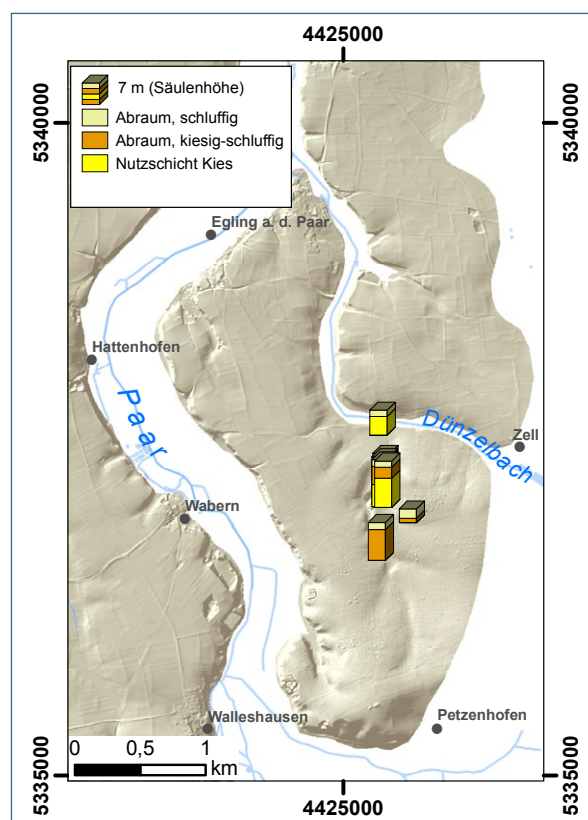 4425000
5340000
5340000
7 m (Säulenhöhe)
Abraum, schluffig
Abraum, kiesig-schluffig
Nutzschicht Kies
Egling a. d. Paar
Hattenhofen
Paar
Dünzelbach
Zell
Wabern
Walleshausen
Petzenhofen
0 0,5 1
km
5335000
5335000
4425000